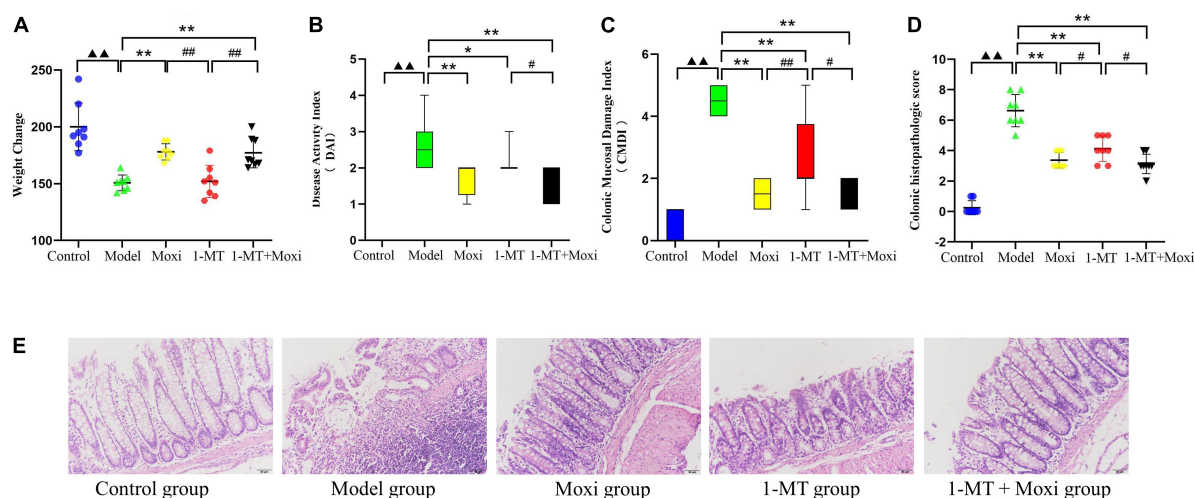 A
Weight Change
250
200
150
100
▲▲
**
**
##
##
Control
Model
Moxi
1-MT
1-MT+Moxi
B
Disease Activity Index
( DAI )
5
4
3
2
1
▲▲
**
*
**
#
Control
Model
Moxi
1-MT
1-MT+Moxi
C
Colonic Mucosal Damage Index
( CMDI )
6
4
2
0
▲▲
**
**
**
##
#
Control
Model
Moxi
1-MT
1-MT+Moxi
D
Colonic histopathologic score
10
8
6
4
2
0
-2
▲▲
**
**
**
#
#
Control
Model
Moxi
1-MT
1-MT+Moxi
E
Control group
Model group
Moxi group
1-MT group
1-MT + Moxi group